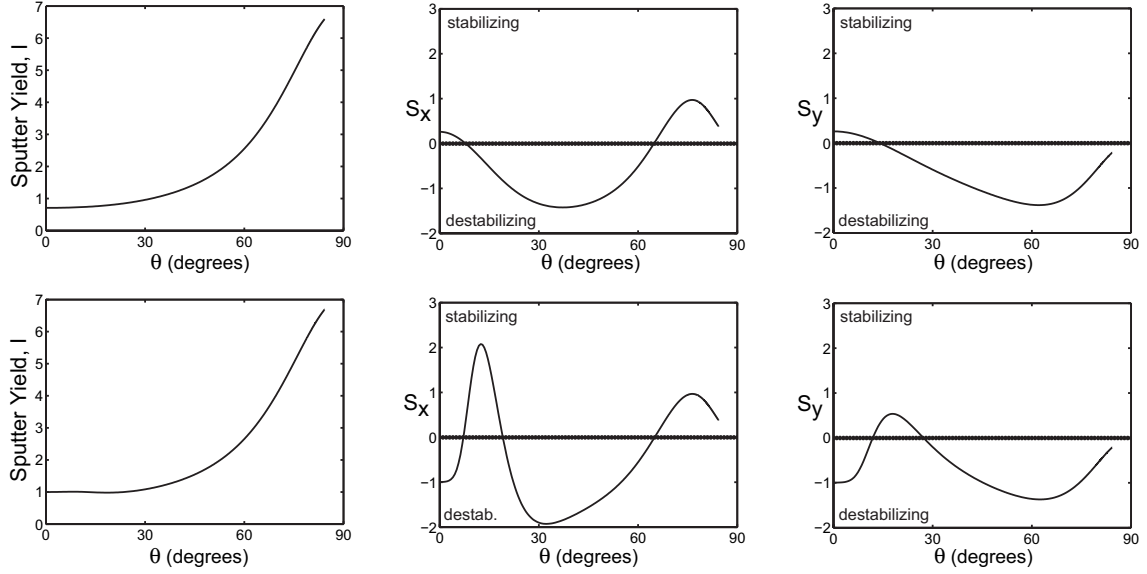 Sputter Yield, I
7
6
5
4
3
2
1
0
0 30 60 90
θ (degrees)
Sx
3
2
1
0
−1
−2
stabilizing
destabilizing
0 30 60 90
θ (degrees)
Sy
3
2
1
0
−1
−2
stabilizing
destabilizing
0 30 60 90
θ (degrees)
Sputter Yield, I
7
6
5
4
3
2
1
0
0 30 60 90
θ (degrees)
Sx
3
2
1
0
−1
−2
stabilizing
destab.
0 30 60 90
θ (degrees)
Sy
3
2
1
0
−1
−2
stabilizing
destabilizing
0 30 60 90
θ (degrees)